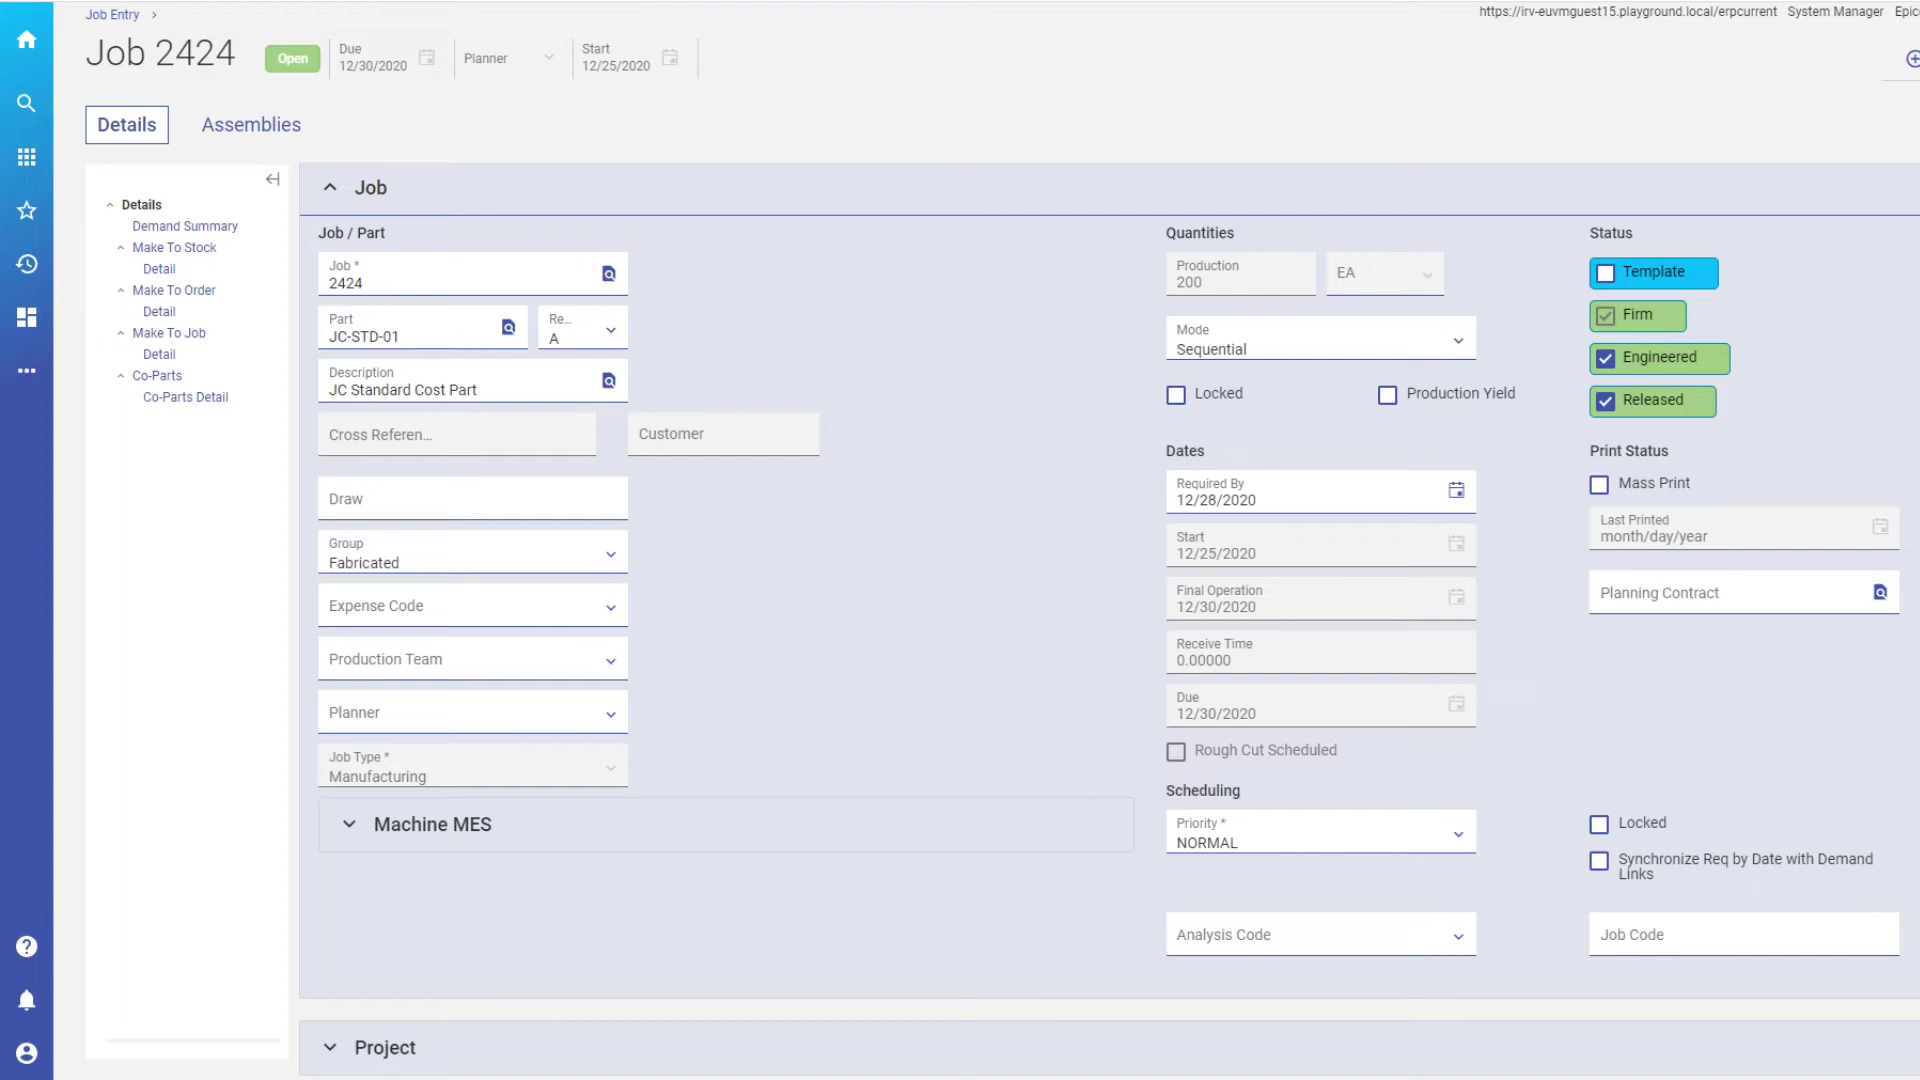 Job Entry
https://irv-euvmguest15.playground.local/erpcurrent System Manager Epic
Job 2424
Open
Due
12/30/2020
Planner
Start
12/25/2020
Details
Assemblies
Details
Demand Summary
Make To Stock
Detail
Make To Order
Detail
Make To Job
Detail
Co-Parts
Co-Parts Detail
Job
Job / Part
Job *
2424
Part
JC-STD-01
Re...
A
Description
JC Standard Cost Part
Cross Referen...
Customer
Draw
Group
Fabricated
Expense Code
Production Team
Planner
Job Type *
Manufacturing
Machine MES
Quantities
Production
200
EA
Mode
Sequential
Locked
Production Yield
Dates
Required By
12/28/2020
Start
12/25/2020
Final Operation
12/30/2020
Receive Time
0.00000
Due
12/30/2020
Rough Cut Scheduled
Scheduling
Priority *
NORMAL
Analysis Code
Status
Template
Firm
Engineered
Released
Print Status
Mass Print
Last Printed
month/day/year
Planning Contract
Locked
Synchronize Req by Date with Demand
Links
Job Code
Project